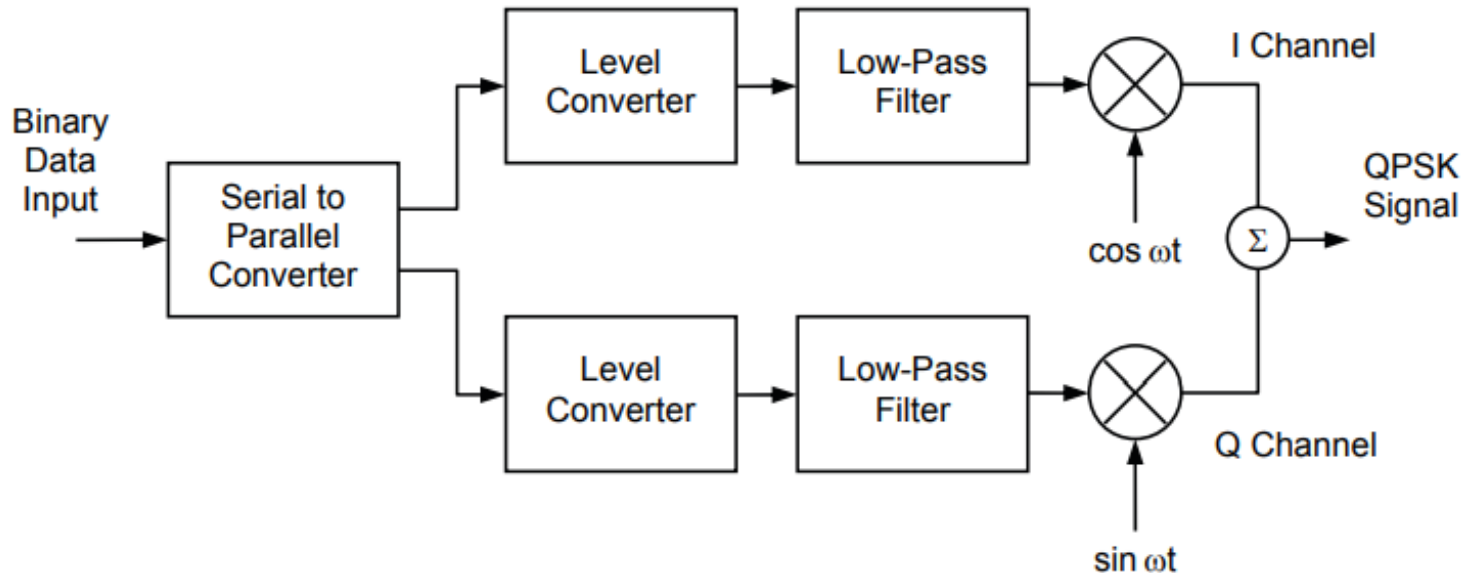 Binary
Data
Input
Serial to
Parallel
Converter
Level
Converter
Low-Pass
Filter
I Channel
cos ωt
Σ
QPSK
Signal
Level
Converter
Low-Pass
Filter
Q Channel
sin ωt